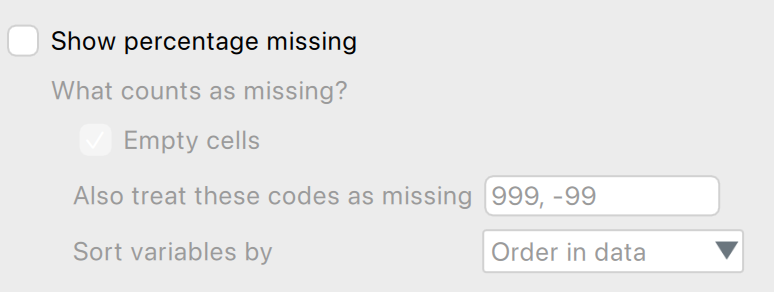 Show percentage missing
What counts as missing?
Empty cells
Also treat these codes as missing 999, -99
Sort variables by Order in data